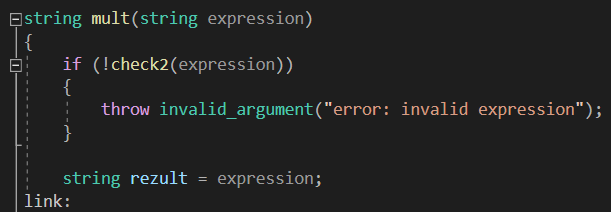 string mult(string expression)
{
if (!check2(expression))
{
throw invalid_argument("error: invalid expression");
}
string rezult = expression;
link: